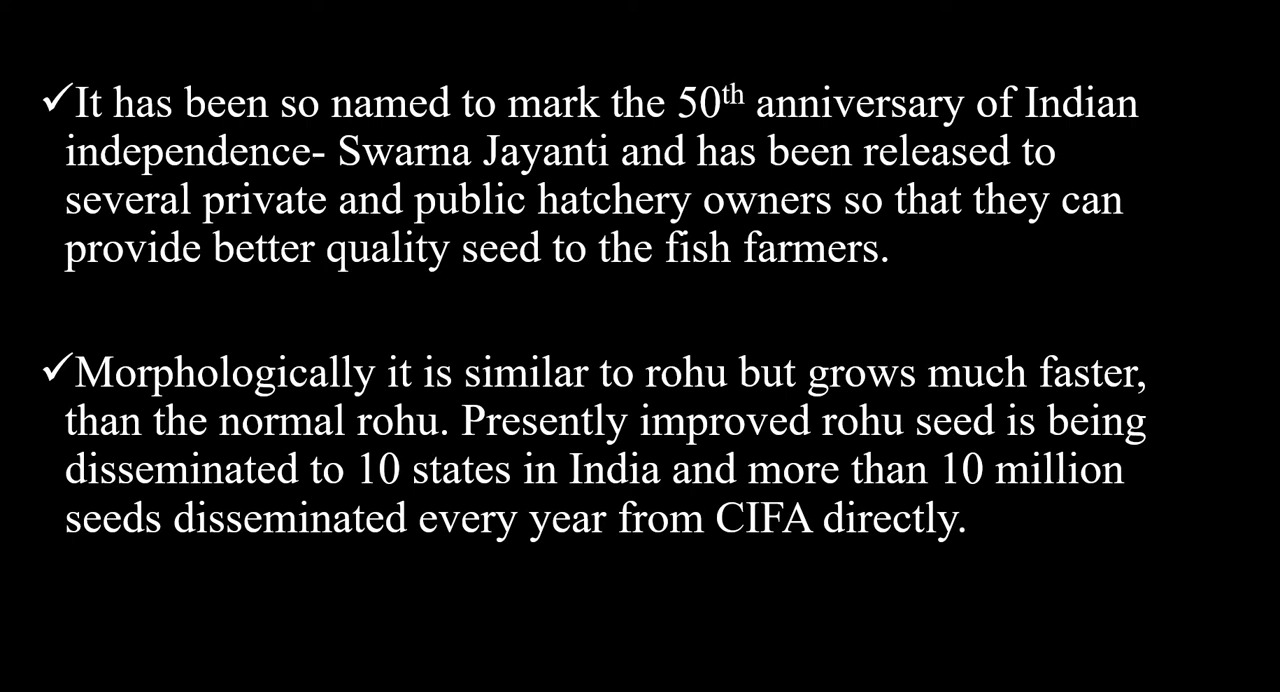 ✓It has been so named to mark the 50th anniversary of Indian
independence- Swarna Jayanti and has been released to
several private and public hatchery owners so that they can
provide better quality seed to the fish farmers.
✓Morphologically it is similar to rohu but grows much faster,
than the normal rohu. Presently improved rohu seed is being
disseminated to 10 states in India and more than 10 million
seeds disseminated every year from CIFA directly.